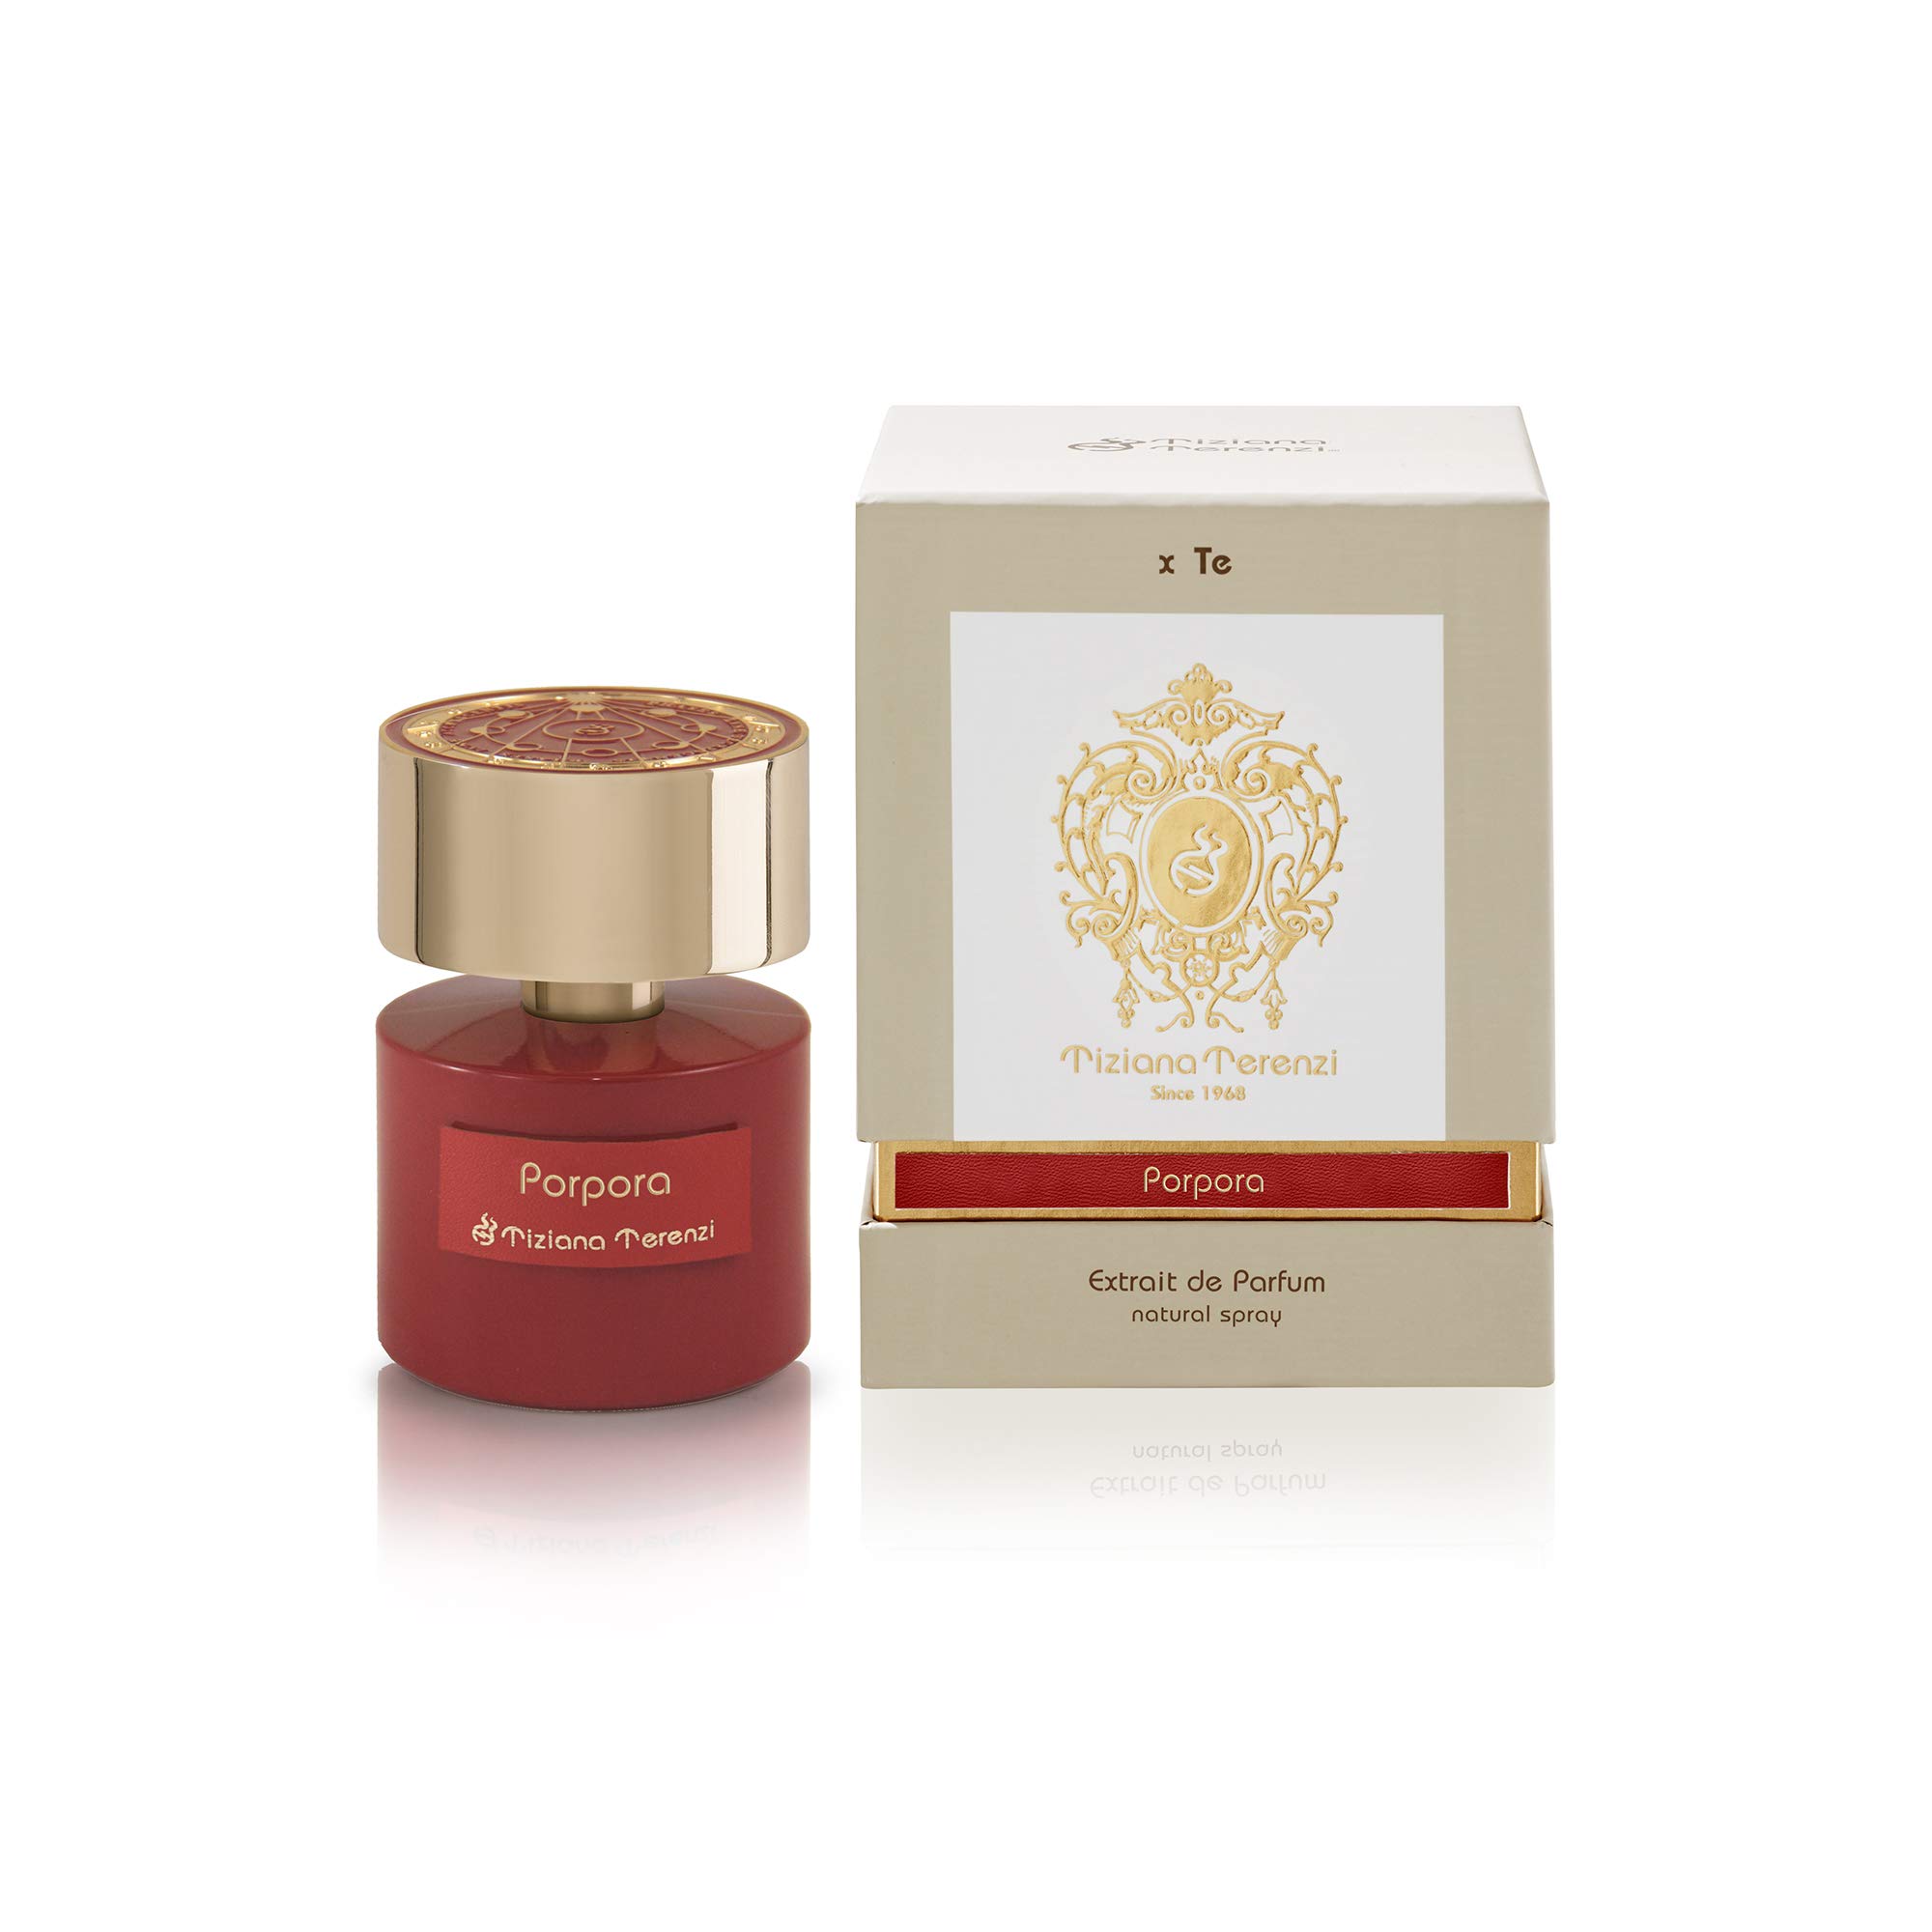 Porpora
Tiziana Terenzi
Tiziana
Terenzi
x Te
Tiziana Terenzi
Since 1968
Porpora
Extrait de Parfum
natural spray